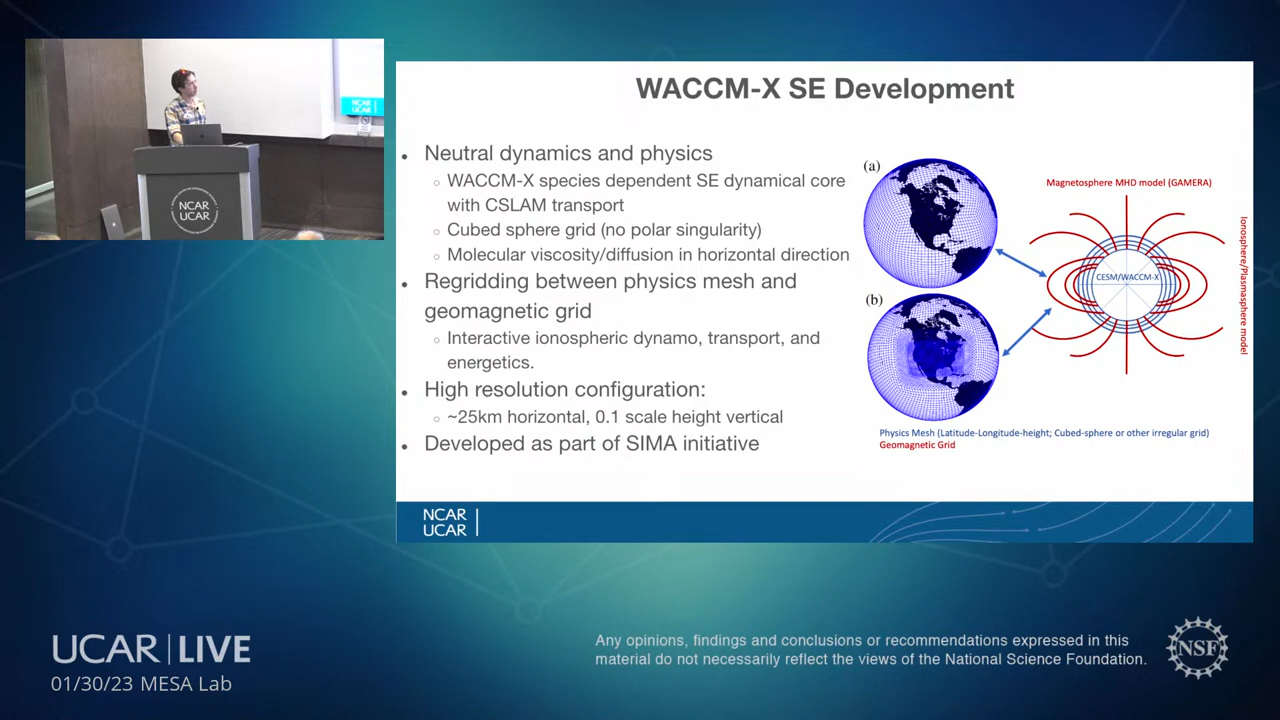 NCAR
UCAR
NCAR
UCAR
WACCM-X SE Development
• Neutral dynamics and physics
○ WACCM-X species dependent SE dynamical core
with CSLAM transport
○ Cubed sphere grid (no polar singularity)
○ Molecular viscosity/diffusion in horizontal direction
• Regridding between physics mesh and
geomagnetic grid
○ Interactive ionospheric dynamo, transport, and
energetics.
• High resolution configuration:
○ ~25km horizontal, 0.1 scale height vertical
• Developed as part of SIMA initiative
(a)
(b)
Magnetosphere MHD model (GAMERA)
CESM/WACCM-X
Ionosphere/Plasmasphere model
Physics Mesh (Latitude-Longitude-height; Cubed-sphere or other irregular grid)
Geomagnetic Grid
NCAR
UCAR
UCAR | LIVE
01/30/23 MESA Lab
Any opinions, findings and conclusions or recommendations expressed in this
material do not necessarily reflect the views of the National Science Foundation.
NSF